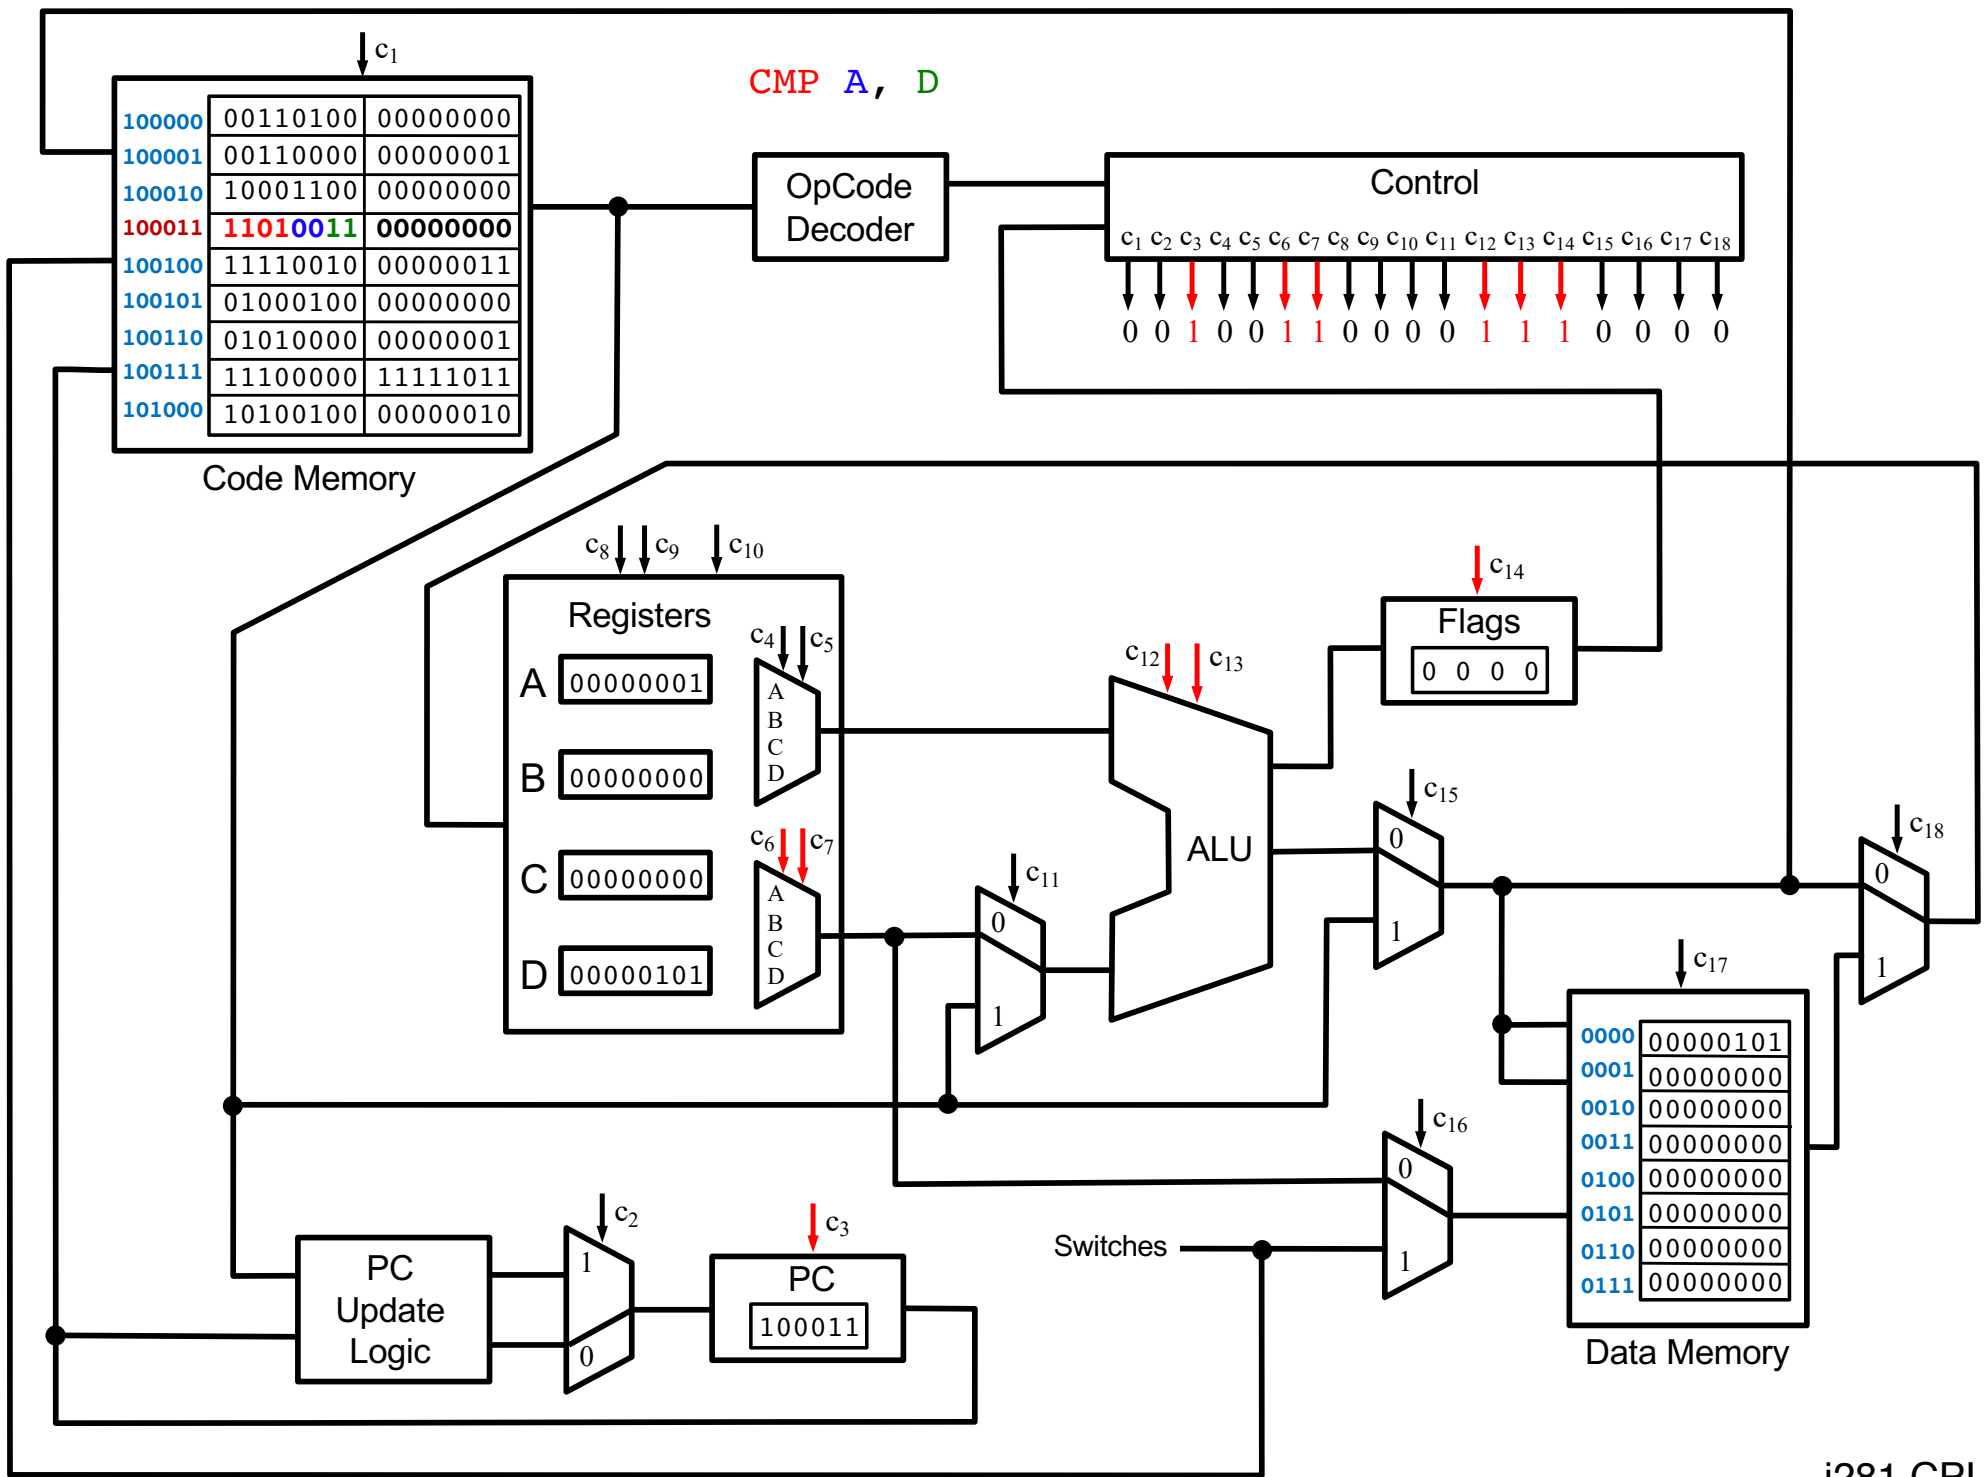 c1
CMP A, D
100000 00110100 00000000
100001 00110000 00000001
100010 10001100 00000000
100011 11010011 00000000
100100 11110010 00000011
100101 01000100 00000000
100110 01010000 00000001
100111 11100000 11111011
101000 10100100 00000010
Code Memory
OpCode
Decoder
Control
c1 c2 c3 c4 c5 c6 c7 c8 c9 c10 c11 c12 c13 c14 c15 c16 c17 c18
0 0 1 0 0 1 1 0 0 0 0 1 1 1 0 0 0 0
c8 c9 c10
Registers
A 00000001
B 00000000
C 00000000
D 00000101
c4 c5
A
B
C
D
c6 c7
A
B
C
D
c11
0
1
c12 c13
ALU
c14
Flags
0 0 0 0
c15
0
1
c18
0
1
c17
0000 00000101
0001 00000000
0010 00000000
0011 00000000
0100 00000000
0101 00000000
0110 00000000
0111 00000000
Data Memory
c16
0
1
Switches
PC
Update
Logic
c2
1
0
c3
PC
100011